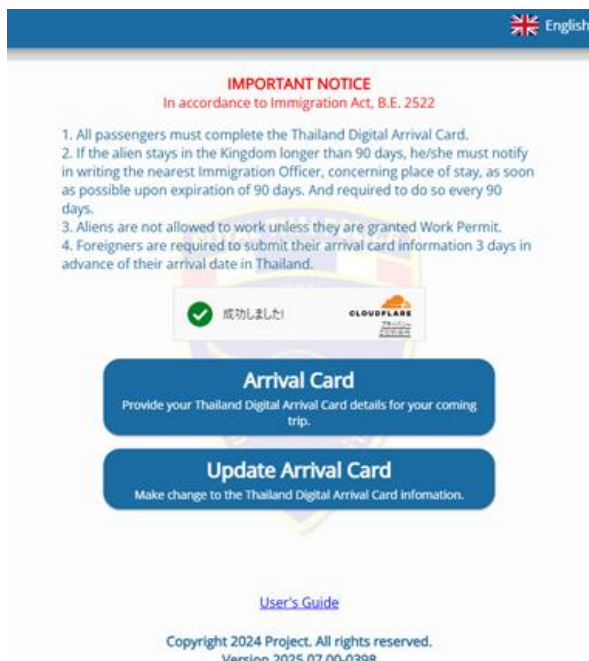 English
IMPORTANT NOTICE
In accordance to Immigration Act, B.E. 2522
1. All passengers must complete the Thailand Digital Arrival Card.
2. If the alien stays in the Kingdom longer than 90 days, he/she must notify
in writing the nearest Immigration Officer, concerning place of stay, as soon
as possible upon expiration of 90 days. And required to do so every 90
days.
3. Aliens are not allowed to work unless they are granted Work Permit.
4. Foreigners are required to submit their arrival card information 3 days in
advance of their arrival date in Thailand.
成功しました!
CLOUDFLARE
Arrival Card
Provide your Thailand Digital Arrival Card details for your coming
trip.
Update Arrival Card
Make change to the Thailand Digital Arrival Card infomation.
User's Guide
Copyright 2024 Project. All rights reserved.
Version 2025.07.00-0398